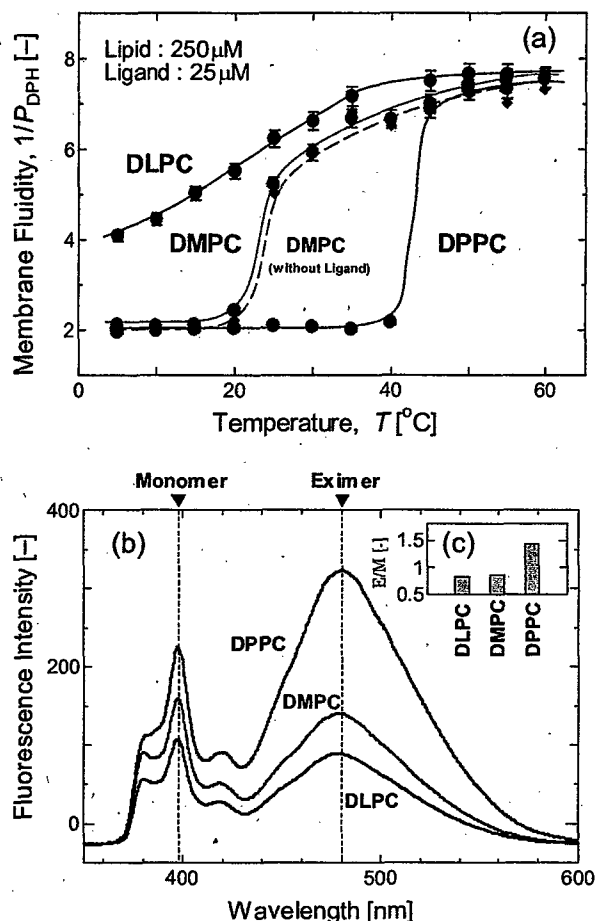 (a)
Lipid : 250μM
Ligand : 25μM
DLPC
DMPC
DMPC
(without Ligand)
DPPC
Membrane Fluidity, 1/P_DPH [–]
8
6
4
2
0 20 40 60
Temperature, T [°C]
Monomer Eximer
(b)
(c)
E/M [-]
1.5
1
0.5
DLPC
DMPC
DPPC
DPPC
DMPC
DLPC
Fluorescence Intensity [–]
400
200
0
400 500 600
Wavelength [nm]